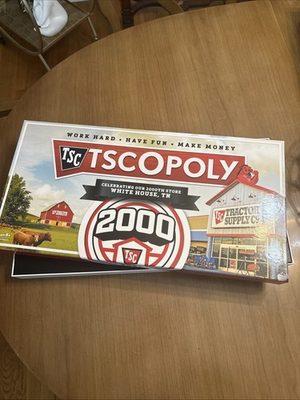 WORK HARD • HAVE FUN • MAKE MONEY
TSC TSCOPOLY
CELEBRATING OUR 2000TH STORE
WHITE HOUSE, TN
2000
TSC
TRACTOR
SUPPLY CO